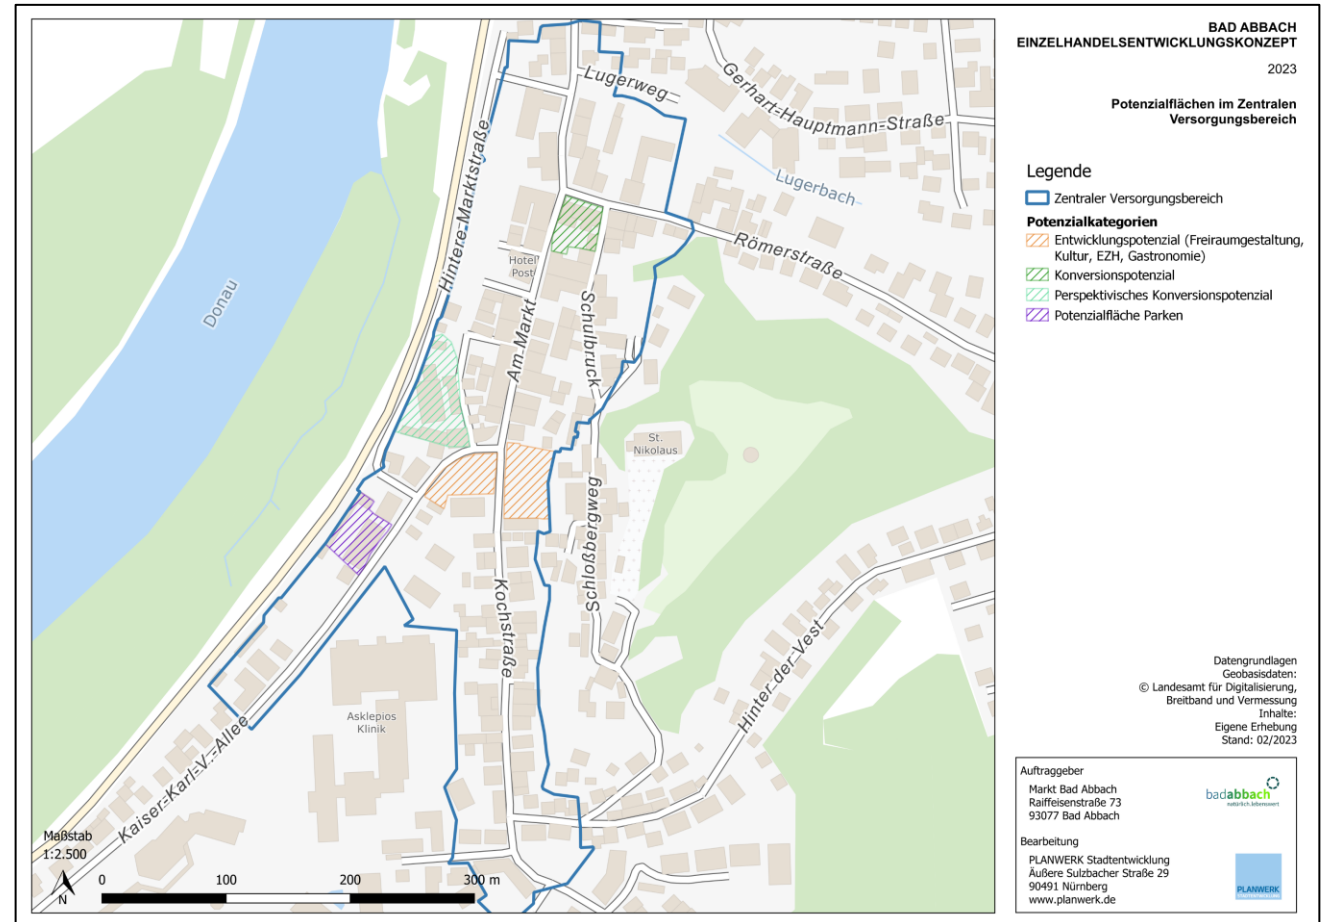 BAD ABBACH
EINZELHANDELSENTWICKLUNGSKONZEPT
2023
Potenzialflächen im Zentralen
Versorgungsbereich
Legende
Zentraler Versorgungsbereich
Potenzialkategorien
Entwicklungspotenzial (Freiraumgestaltung,
Kultur, EZH, Gastronomie)
Konversionspotenzial
Perspektivisches Konversionspotenzial
Potenzialfläche Parken
Lugerweg
Gerhart-Hauptmann-Straße
Lugerbach
Hintere-Marktstraße
Römerstraße
Hotel
Post
Donau
Am-Markt
Schulbruck
St.
Nikolaus
Schloßbergweg
Kochstraße
Hinter-der-Vest
Asklepios
Klinik
Kaiser-Karl-V.-Allee
Maßstab
1:2.500
N
0
100
200
300 m
Datengrundlagen
Geobasisdaten:
© Landesamt für Digitalisierung,
Breitband und Vermessung
Inhalte:
Eigene Erhebung
Stand: 02/2023
Auftraggeber
Markt Bad Abbach
Raiffeisenstraße 73
93077 Bad Abbach
badabbach
natürlich.lebenswert
Bearbeitung
PLANWERK Stadtentwicklung
Äußere Sulzbacher Straße 29
90491 Nürnberg
www.planwerk.de
PLANWERK